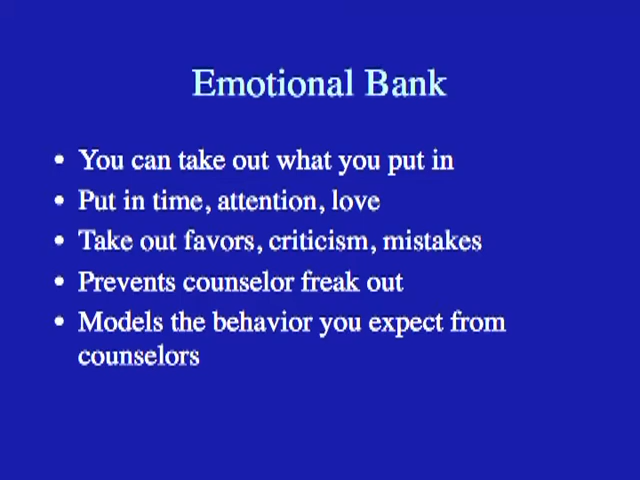 Emotional Bank
• You can take out what you put in
• Put in time, attention, love
• Take out favors, criticism, mistakes
• Prevents counselor freak out
• Models the behavior you expect from
counselors